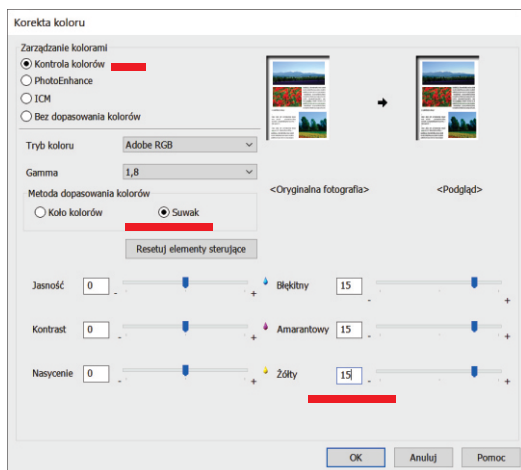 Korekta koloru
Zarządzanie kolorami
Kontrola kolorów
PhotoEnhance
ICM
Bez dopasowania kolorów
Tryb koloru Adobe RGB
Gamma 1,8
Metoda dopasowania kolorów
Koło kolorów Suwak
Resetuj elementy sterujące
<Oryginalna fotografia> <Podgląd>
Jasność 0 - + Błękitny 15 - +
Kontrast 0 - + Amarantowy 15 - +
Nasycenie 0 - + Żółty 15 - +
OK Anuluj Pomoc